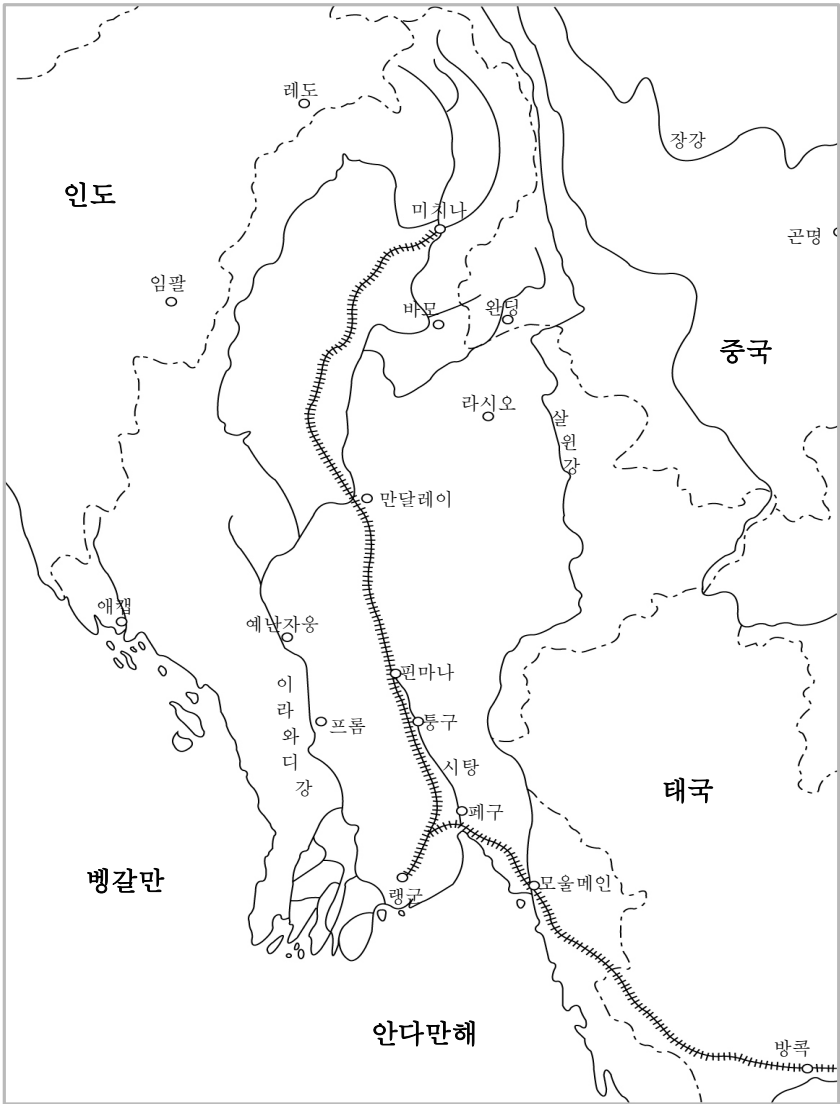 레도
장강
인도
미치나
곤명
임팔
바모
완딩
중국
라시오
살윈강
만달레이
애캡
예난자웅
핀마나
이라와디강
프롬
통구
시탕
태국
페구
벵갈만
랭군
모울메인
안다만해
방콕